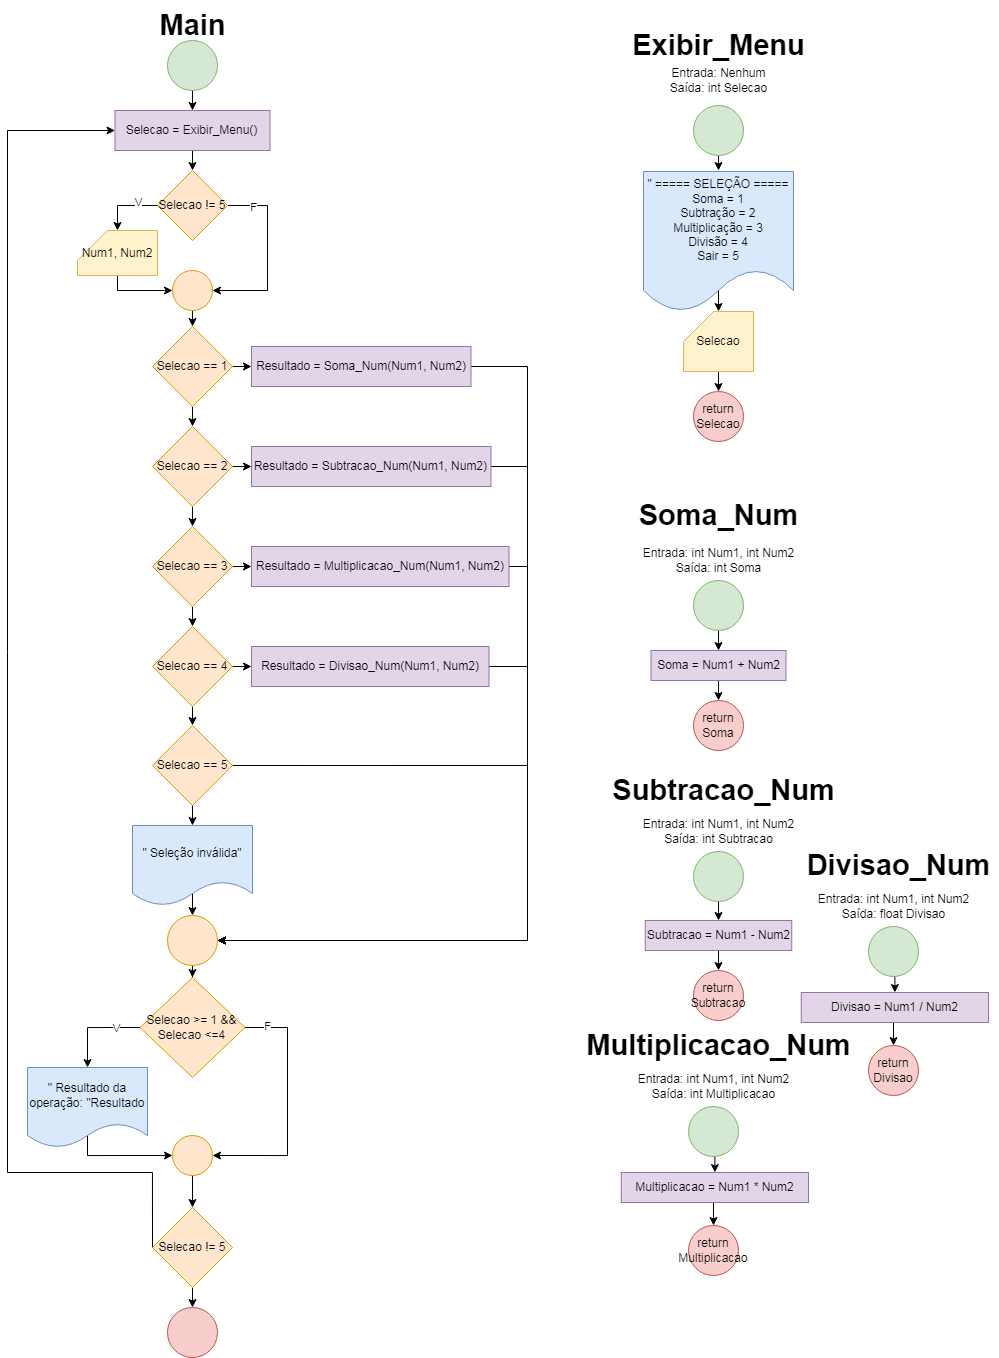 Main
Selecao = Exibir_Menu()
Selecao != 5
V
F
Num1, Num2
Selecao == 1
Resultado = Soma_Num(Num1, Num2)
Selecao == 2
Resultado = Subtracao_Num(Num1, Num2)
Selecao == 3
Resultado = Multiplicacao_Num(Num1, Num2)
Selecao == 4
Resultado = Divisao_Num(Num1, Num2)
Selecao == 5
" Seleção inválida"
Selecao >= 1 &&
Selecao <=4
V
F
" Resultado da
operação: "Resultado
Selecao != 5
Exibir_Menu
Entrada: Nenhum
Saída: int Selecao
" ===== SELEÇÃO =====
Soma = 1
Subtração = 2
Multiplicação = 3
Divisão = 4
Sair = 5
Selecao
return
Selecao
Soma_Num
Entrada: int Num1, int Num2
Saída: int Soma
Soma = Num1 + Num2
return
Soma
Subtracao_Num
Entrada: int Num1, int Num2
Saída: int Subtracao
Subtracao = Num1 - Num2
return
Subtracao
Divisao_Num
Entrada: int Num1, int Num2
Saída: float Divisao
Divisao = Num1 / Num2
return
Divisao
Multiplicacao_Num
Entrada: int Num1, int Num2
Saída: int Multiplicacao
Multiplicacao = Num1 * Num2
return
Multiplicacao